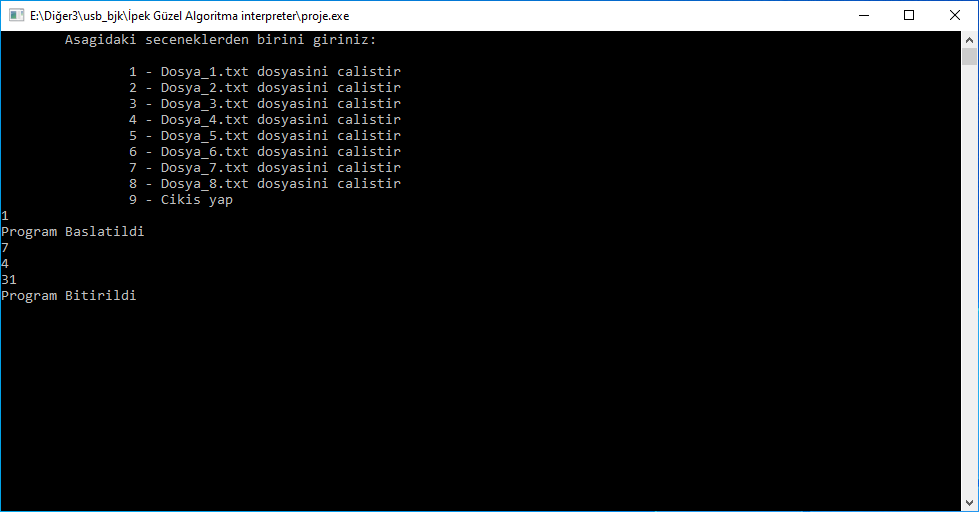 E:\Diğer3\usb_bjk\İpek Güzel Algoritma interpreter\proje.exe
Asagidaki seceneklerden birini giriniz:
1 - Dosya_1.txt dosyasini calistir
2 - Dosya_2.txt dosyasini calistir
3 - Dosya_3.txt dosyasini calistir
4 - Dosya_4.txt dosyasini calistir
5 - Dosya_5.txt dosyasini calistir
6 - Dosya_6.txt dosyasini calistir
7 - Dosya_7.txt dosyasini calistir
8 - Dosya_8.txt dosyasini calistir
9 - Cikis yap
1
Program Baslatildi
7
4
31
Program Bitirildi